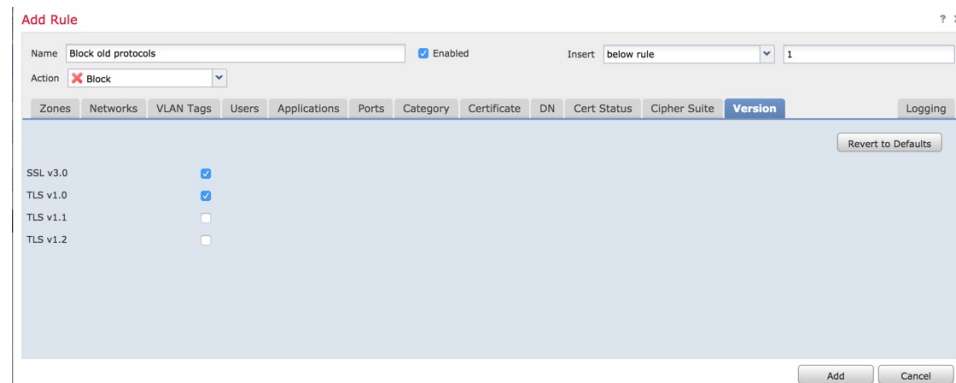 Add Rule ?
Name Block old protocols Enabled Insert below rule 1
Action Block
Zones Networks VLAN Tags Users Applications Ports Category Certificate DN Cert Status Cipher Suite Version Logging
Revert to Defaults
SSL v3.0
TLS v1.0
TLS v1.1
TLS v1.2
Add Cancel